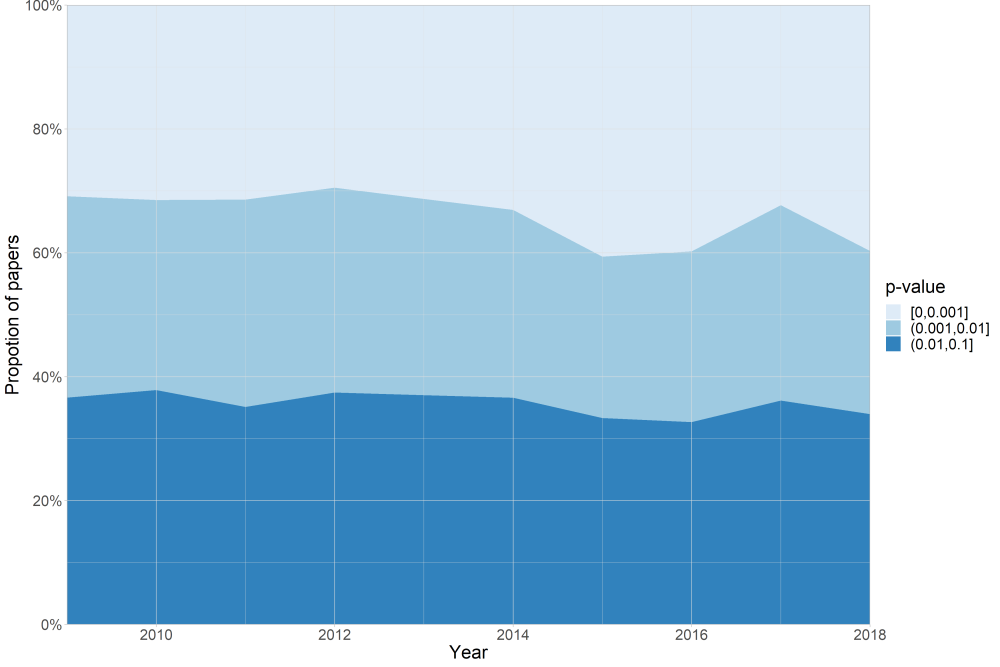 100%
80%
60%
40%
20%
0%
Propotion of papers
2010 2012 2014 2016 2018
Year
p-value
[0,0.001]
(0.001,0.01]
(0.01,0.1]